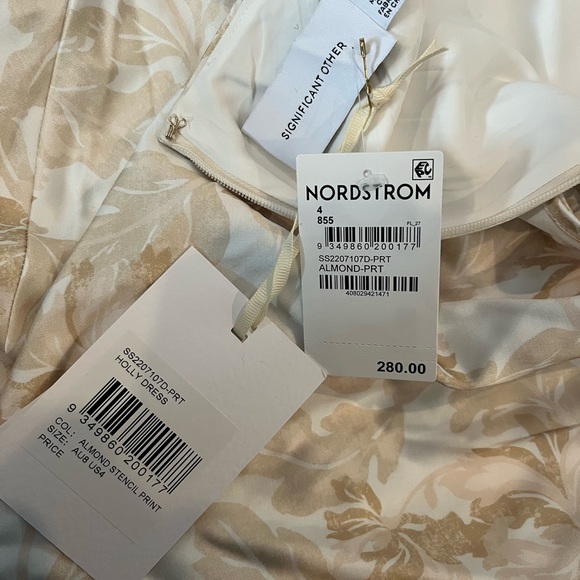 SIGNIFICANT OTHER
NORDSTROM
4
855
FL_27
9 349860 200177
SS2207107D-PRT
ALMOND-PRT
408029421471
280.00
SS2207107D-PRT
HOLLY DRESS
9 349860 200177
COL: ALMOND STENCIL PRINT
SIZE: AU8 US4
PRICE